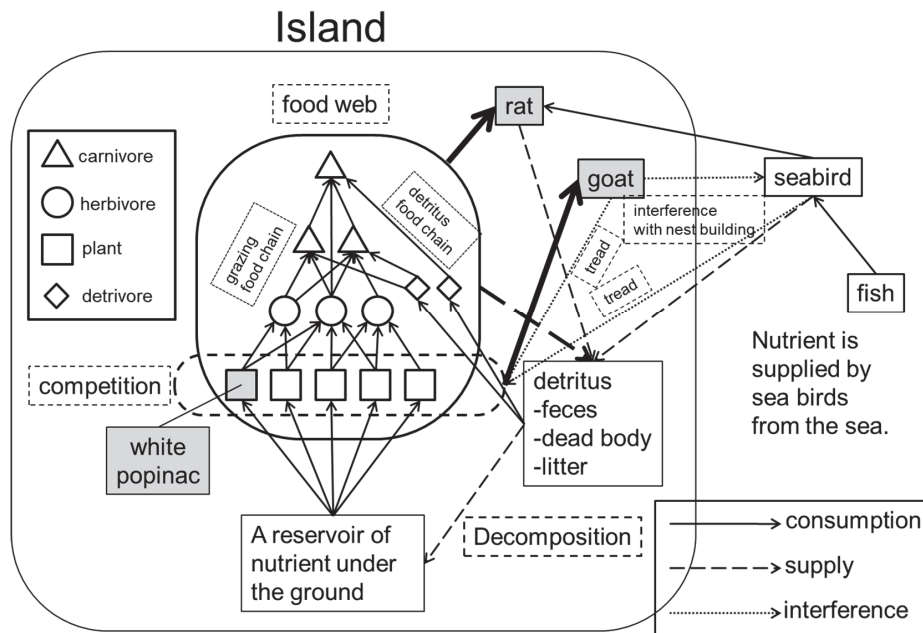 Island
food web
rat
carnivore
herbivore
plant
detrivore
goat
seabird
interference
with nest building
detritus
food chain
grazing
food chain
tread
tread
fish
Nutrient is
supplied by
sea birds
from the sea.
competition
detritus
-feces
-dead body
-litter
white
popinac
A reservoir of
nutrient under
the ground
Decomposition
consumption
supply
interference